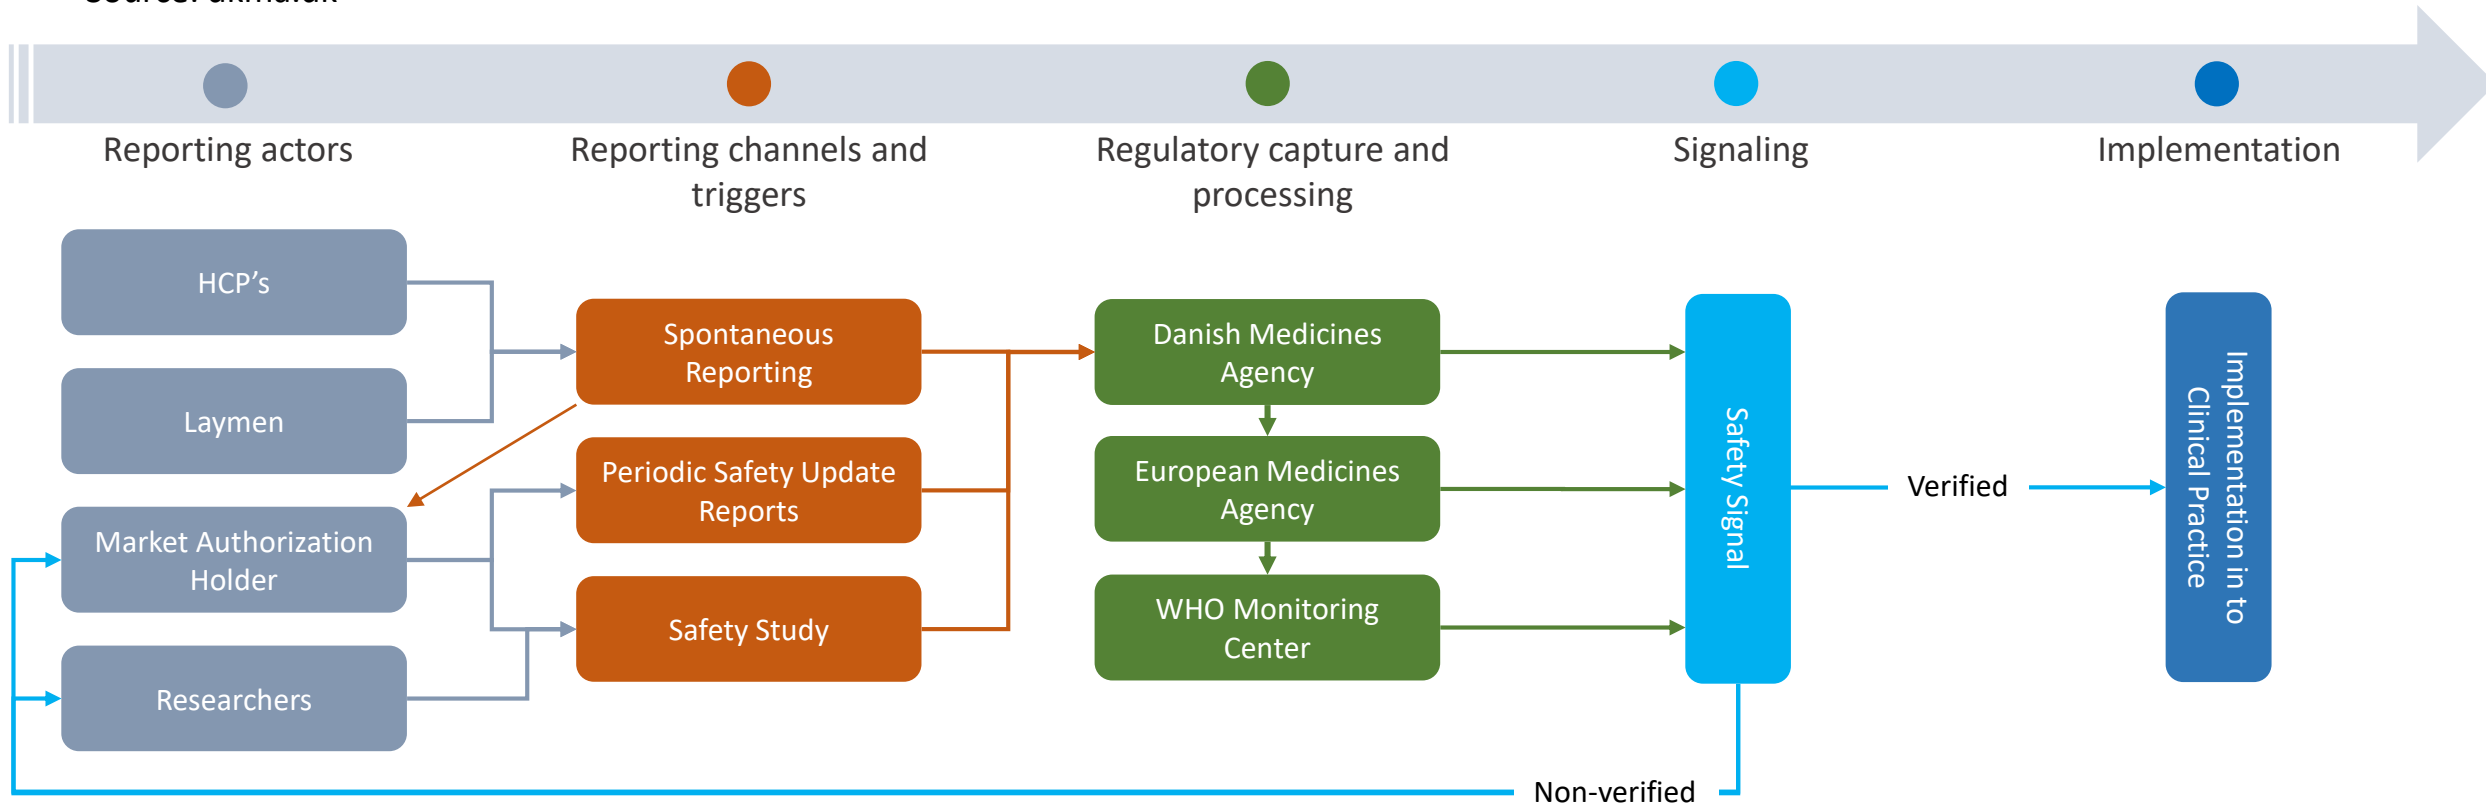 Reporting actors
Reporting channels and
triggers
Regulatory capture and
processing
Signaling
Implementation
HCP’s
Laymen
Market Authorization
Holder
Researchers
Spontaneous
Reporting
Periodic Safety Update
Reports
Safety Study
Danish Medicines
Agency
European Medicines
Agency
WHO Monitoring
Center
Safety Signal
Verified
Non-verified
Implementation in to
Clinical Practice